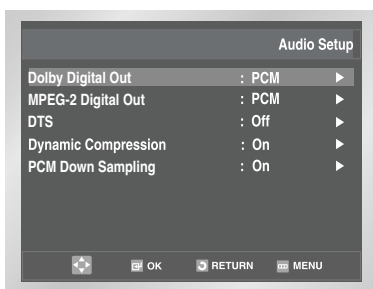 Audio Setup
Dolby Digital Out : PCM
MPEG-2 Digital Out : PCM
DTS : Off
Dynamic Compression : On
PCM Down Sampling : On
OK RETURN MENU